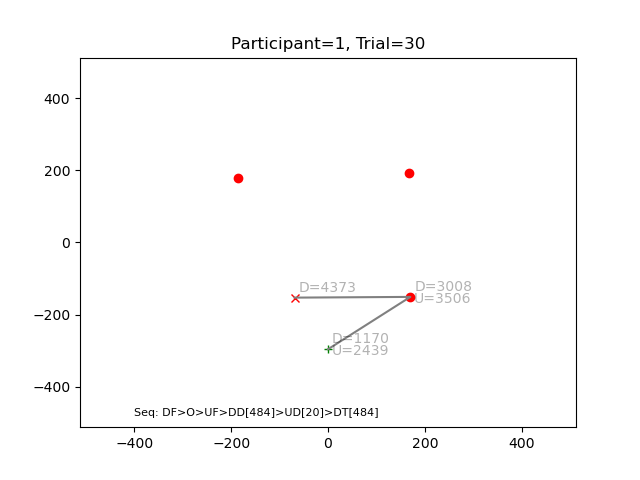 Participant=1, Trial=30
400
200
0
−200
−400
D=4373
D=3008
U=3506
D=1170
U=2439
Seq: DF>O>UF>DD[484]>UD[20]>DT[484]
−400 −200 0 200 400